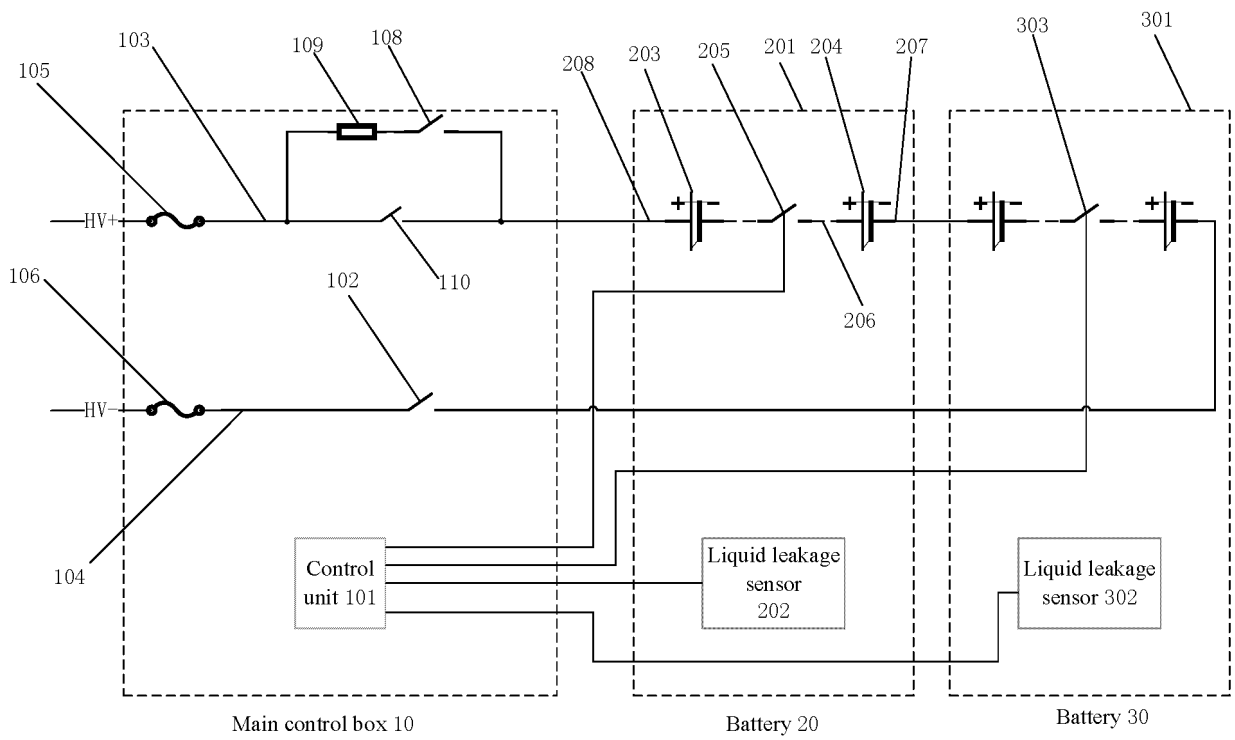 103
109
108
208
203
205
201
204
207
303
301
105
+ −
+ −
+ −
+ −
HV+
106
102
110
206
HV−
104
Control
unit 101
Liquid leakage
sensor
202
Liquid leakage
sensor 302
Main control box 10
Battery 20
Battery 30